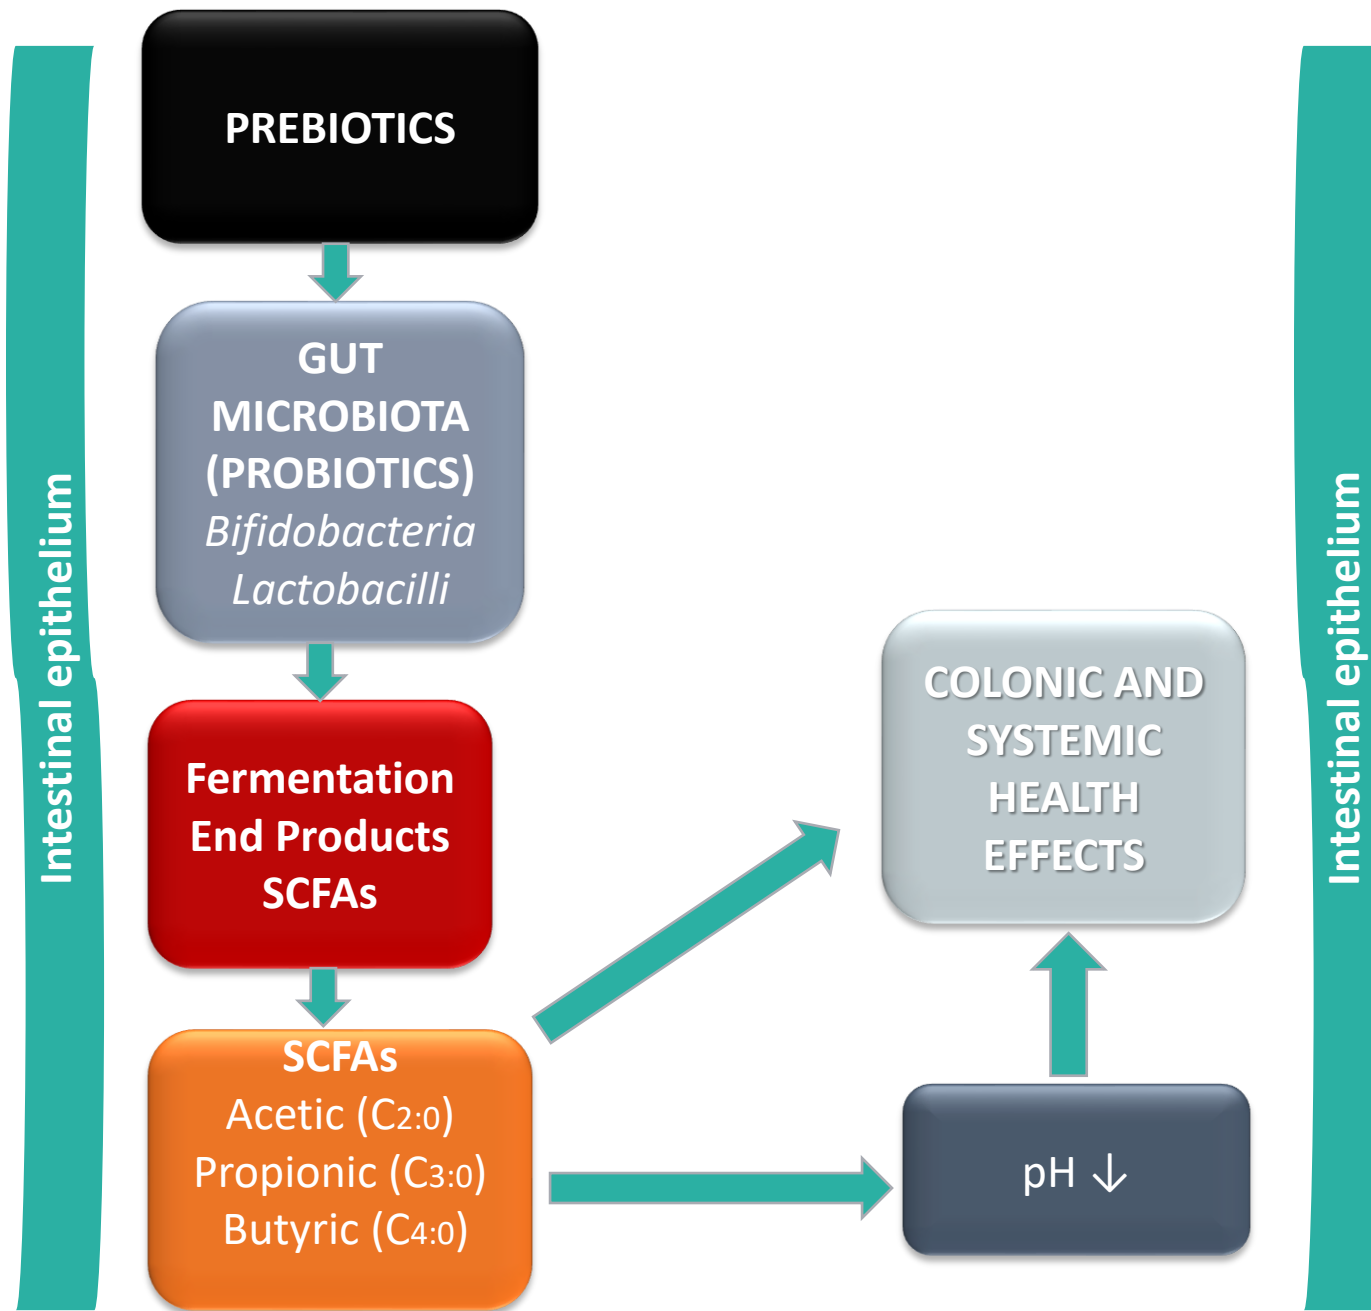 PREBIOTICS
GUT
MICROBIOTA
(PROBIOTICS)
Bifidobacteria
Lactobacilli
Fermentation
End Products
SCFAs
SCFAs
Acetic (C2:0)
Propionic (C3:0)
Butyric (C4:0)
COLONIC AND
SYSTEMIC
HEALTH
EFFECTS
pH ↓
Intestinal epithelium
Intestinal epithelium